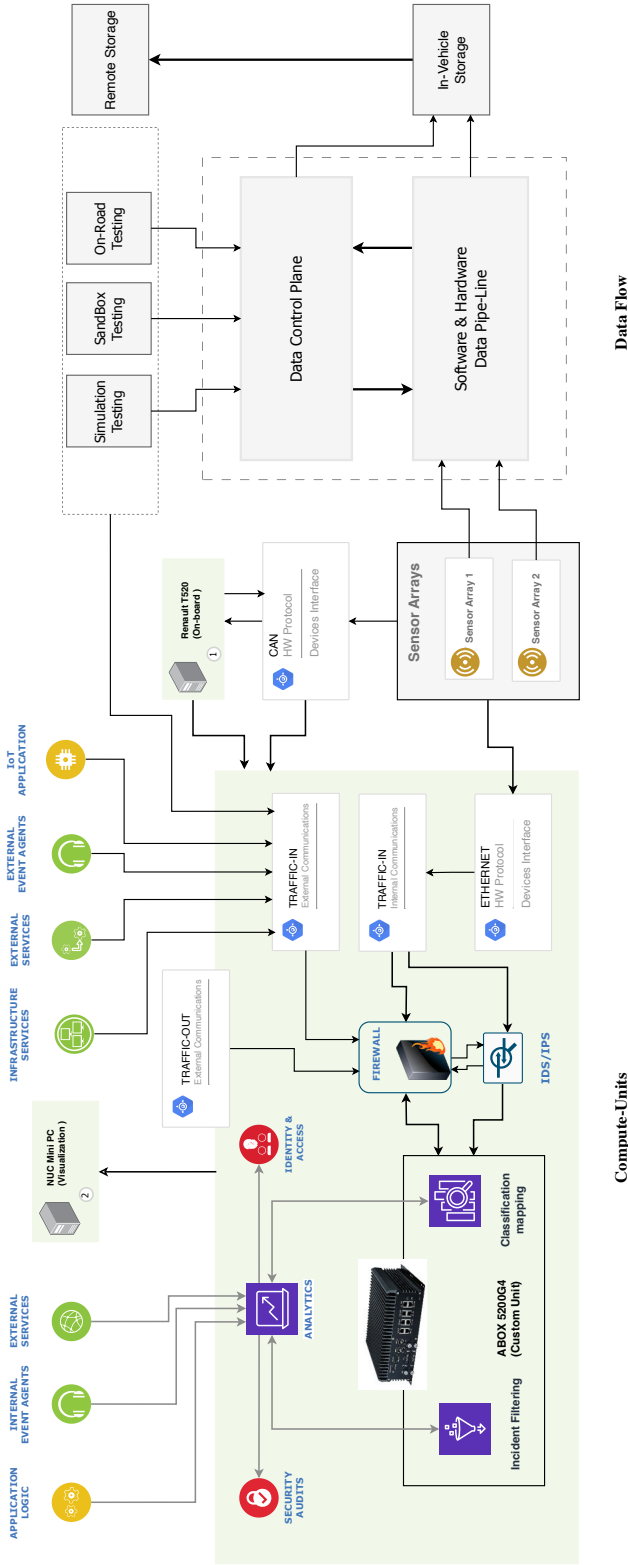 APPLICATION
LOGIC
INTERNAL
EVENT AGENTS
EXTERNAL
SERVICES
NUC Mini PC
(Visualization)
2
INFRASTRUCTURE
SERVICES
EXTERNAL
SERVICES
EXTERNAL
EVENT AGENTS
IoT
APPLICATION
Renault T520
(On-board )
1
Simulation
Testing
SandBox
Testing
On-Road
Testing
Remote Storage
SECURITY
AUDITS
ANALYTICS
IDENTITY &
ACCESS
TRAFFIC-OUT
External Communications
TRAFFIC-IN
External Communications
CAN
HW Protocol
Devices Interface
Data Control Plane
FIREWALL
TRAFFIC-IN
Internal Communications
Incident Filtering
ABOX 5200G4
(Custom Unit)
Classification
mapping
IDS/IPS
ETHERNET
HW Protocol
Devices Interface
Sensor Arrays
Sensor Array 1
Sensor Array 2
Software & Hardware
Data Pipe-Line
In-Vehicle
Storage
Compute-Units
Data Flow